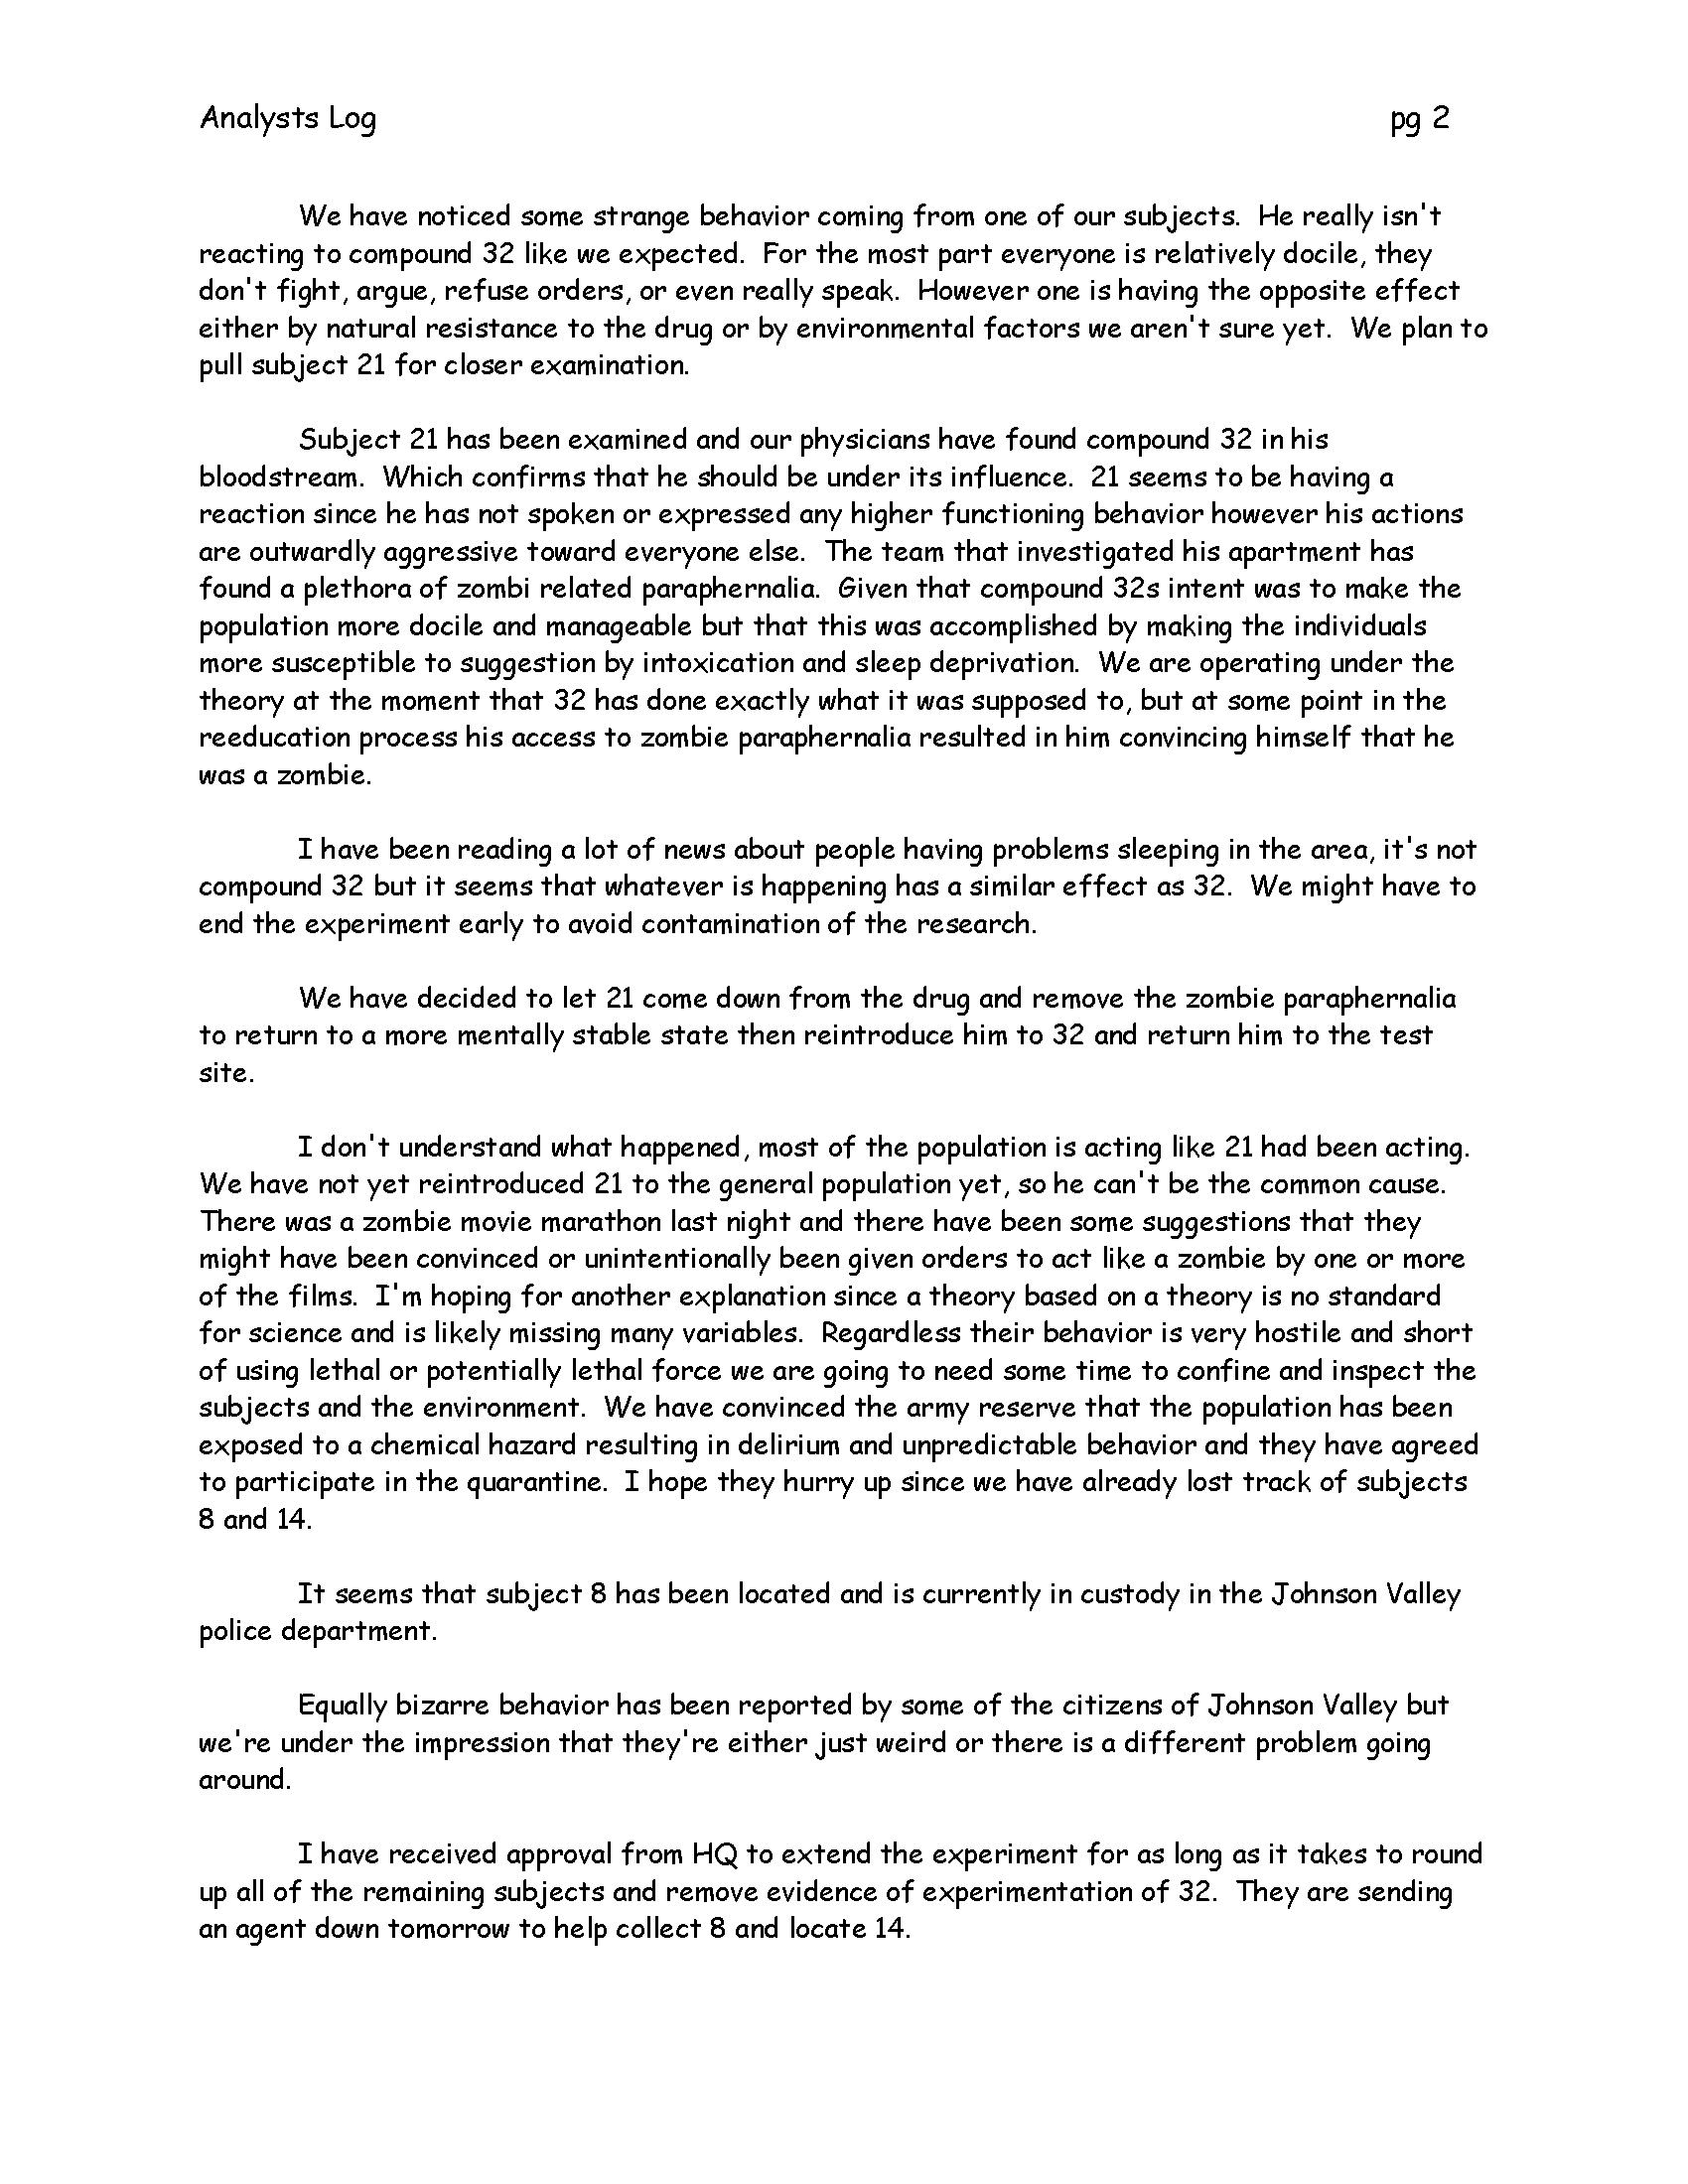 Analysts Log pg 2
We have noticed some strange behavior coming from one of our subjects. He really isn't
reacting to compound 32 like we expected. For the most part everyone is relatively docile, they
don't fight, argue, refuse orders, or even really speak. However one is having the opposite effect
either by natural resistance to the drug or by environmental factors we aren't sure yet. We plan to
pull subject 21 for closer examination.
Subject 21 has been examined and our physicians have found compound 32 in his
bloodstream. Which confirms that he should be under its influence. 21 seems to be having a
reaction since he has not spoken or expressed any higher functioning behavior however his actions
are outwardly aggressive toward everyone else. The team that investigated his apartment has
found a plethora of zombi related paraphernalia. Given that compound 32s intent was to make the
population more docile and manageable but that this was accomplished by making the individuals
more susceptible to suggestion by intoxication and sleep deprivation. We are operating under the
theory at the moment that 32 has done exactly what it was supposed to, but at some point in the
reeducation process his access to zombie paraphernalia resulted in him convincing himself that he
was a zombie.
I have been reading a lot of news about people having problems sleeping in the area, it's not
compound 32 but it seems that whatever is happening has a similar effect as 32. We might have to
end the experiment early to avoid contamination of the research.
We have decided to let 21 come down from the drug and remove the zombie paraphernalia
to return to a more mentally stable state then reintroduce him to 32 and return him to the test
site.
I don't understand what happened, most of the population is acting like 21 had been acting.
We have not yet reintroduced 21 to the general population yet, so he can't be the common cause.
There was a zombie movie marathon last night and there have been some suggestions that they
might have been convinced or unintentionally been given orders to act like a zombie by one or more
of the films. I'm hoping for another explanation since a theory based on a theory is no standard
for science and is likely missing many variables. Regardless their behavior is very hostile and short
of using lethal or potentially lethal force we are going to need some time to confine and inspect the
subjects and the environment. We have convinced the army reserve that the population has been
exposed to a chemical hazard resulting in delirium and unpredictable behavior and they have agreed
to participate in the quarantine. I hope they hurry up since we have already lost track of subjects
8 and 14.
It seems that subject 8 has been located and is currently in custody in the Johnson Valley
police department.
Equally bizarre behavior has been reported by some of the citizens of Johnson Valley but
we're under the impression that they're either just weird or there is a different problem going
around.
I have received approval from HQ to extend the experiment for as long as it takes to round
up all of the remaining subjects and remove evidence of experimentation of 32. They are sending
an agent down tomorrow to help collect 8 and locate 14.